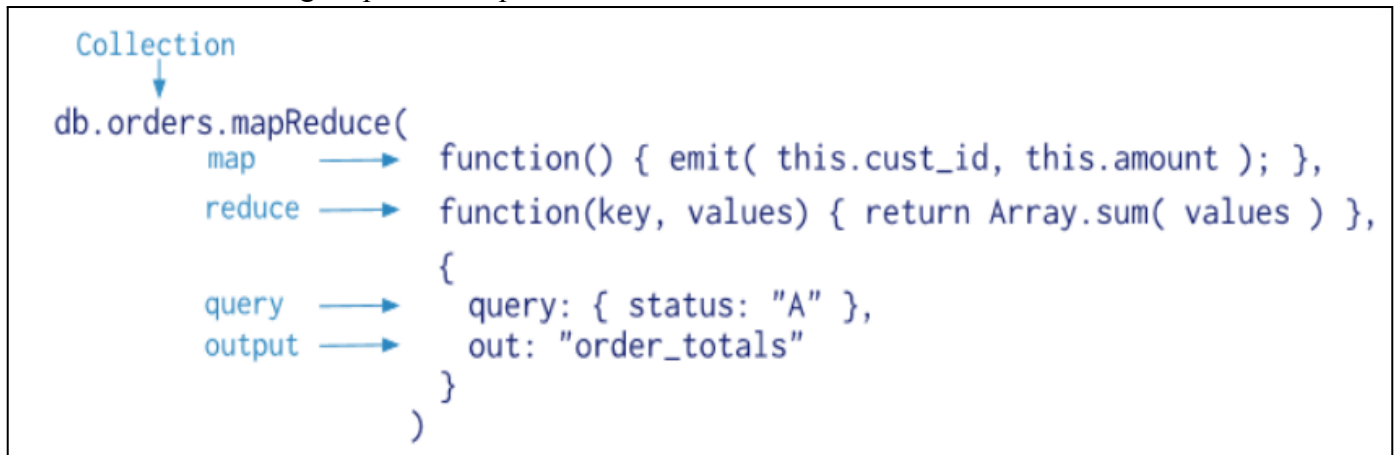 Collection
db.orders.mapReduce(
map function() { emit( this.cust_id, this.amount ); },
reduce function(key, values) { return Array.sum( values ) },
{
query query: { status: "A" },
output out: "order_totals"
}
)